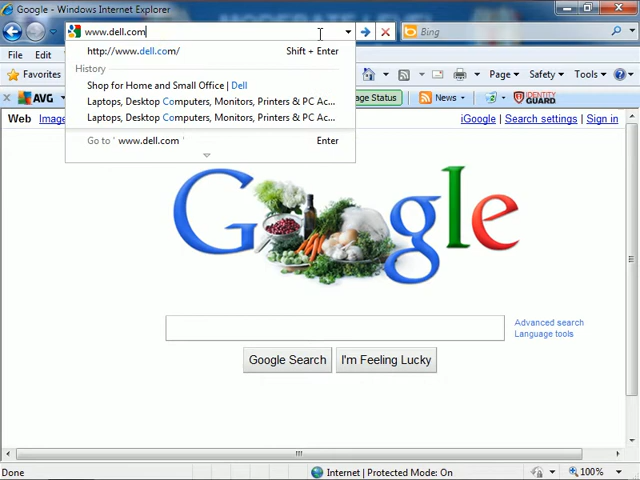 Google - Windows Internet Explorer
www.dell.com
Bing
http://www.dell.com/ Shift + Enter
History
Shop for Home and Small Office | Dell
Laptops, Desktop Computers, Monitors, Printers & PC Ac...
Laptops, Desktop Computers, Monitors, Printers & PC Ac...
Go to ' www.dell.com ' Enter
File Edit
Favorites
Page Safety Tools
AVG
age Status News IDENTITY GUARD
Web Image
iGoogle | Search settings | Sign in
Google
Advanced search
Language tools
Google Search I'm Feeling Lucky
Done Internet | Protected Mode: On 100%